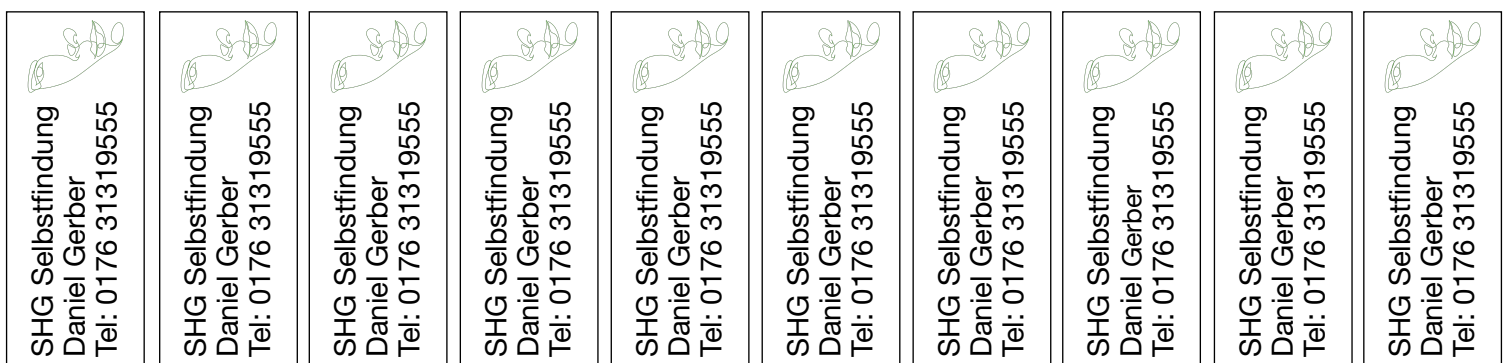 SHG Selbstfindung
Daniel Gerber
Tel: 0176 31319555
SHG Selbstfindung
Daniel Gerber
Tel: 0176 31319555
SHG Selbstfindung
Daniel Gerber
Tel: 0176 31319555
SHG Selbstfindung
Daniel Gerber
Tel: 0176 31319555
SHG Selbstfindung
Daniel Gerber
Tel: 0176 31319555
SHG Selbstfindung
Daniel Gerber
Tel: 0176 31319555
SHG Selbstfindung
Daniel Gerber
Tel: 0176 31319555
SHG Selbstfindung
Daniel Gerber
Tel: 0176 31319555
SHG Selbstfindung
Daniel Gerber
Tel: 0176 31319555
SHG Selbstfindung
Daniel Gerber
Tel: 0176 31319555